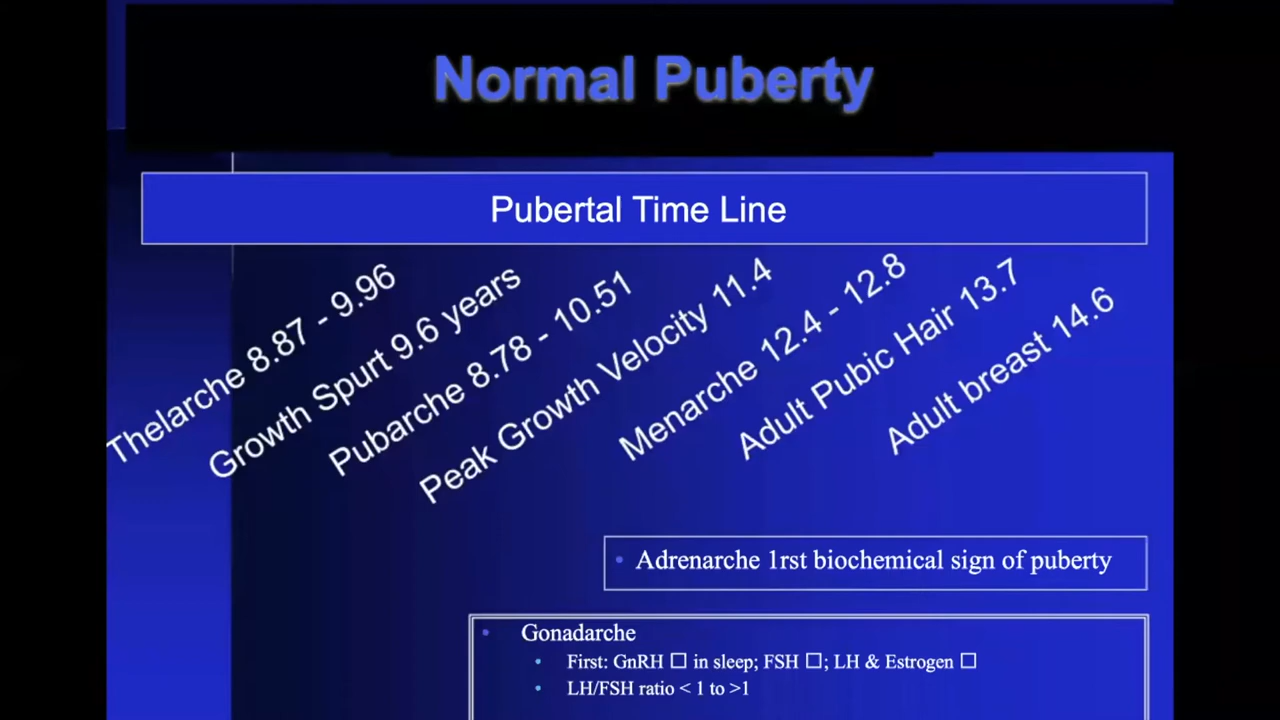 Normal Puberty
Pubertal Time Line
Thelarche 8.87 - 9.96
Growth Spurt 9.6 years
Pubarche 8.78 - 10.51
Peak Growth Velocity 11.4
Menarche 12.4 - 12.8
Adult Pubic Hair 13.7
Adult breast 14.6
• Adrenarche 1rst biochemical sign of puberty
• Gonadarche
• First: GnRH □ in sleep; FSH □; LH & Estrogen □
• LH/FSH ratio < 1 to >1